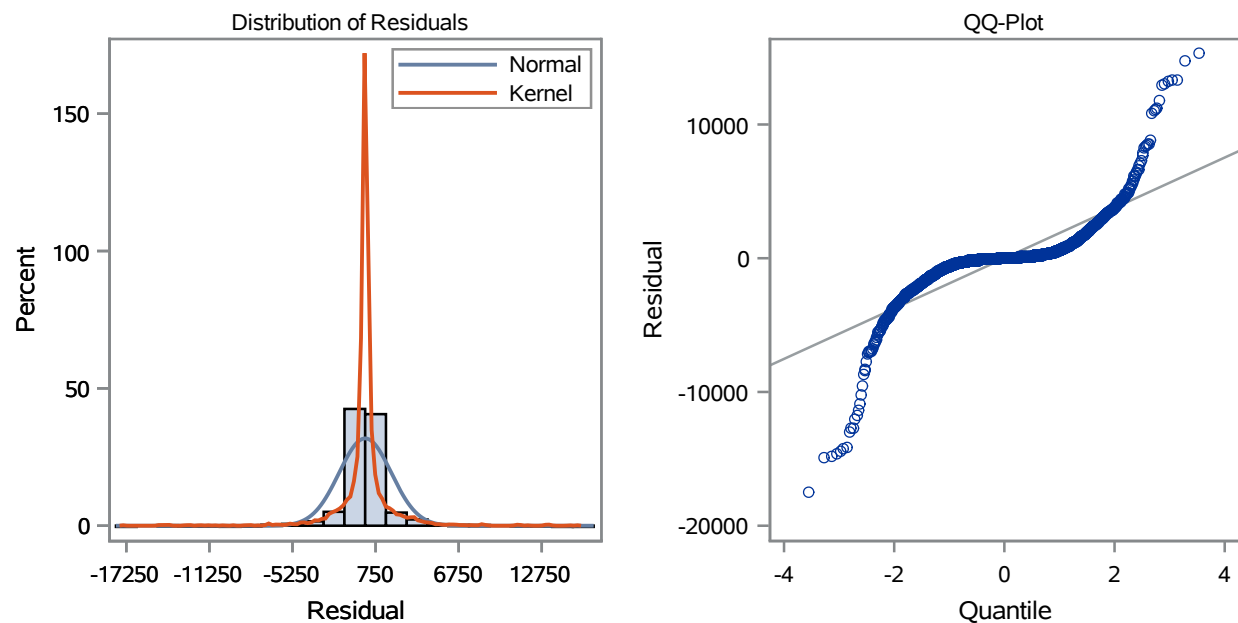 Distribution of Residuals
Normal
Kernel
Percent
150
100
50
0
-17250 -11250 -5250 750 6750 12750
Residual
QQ-Plot
Residual
10000
0
-10000
-20000
-4 -2 0 2 4
Quantile